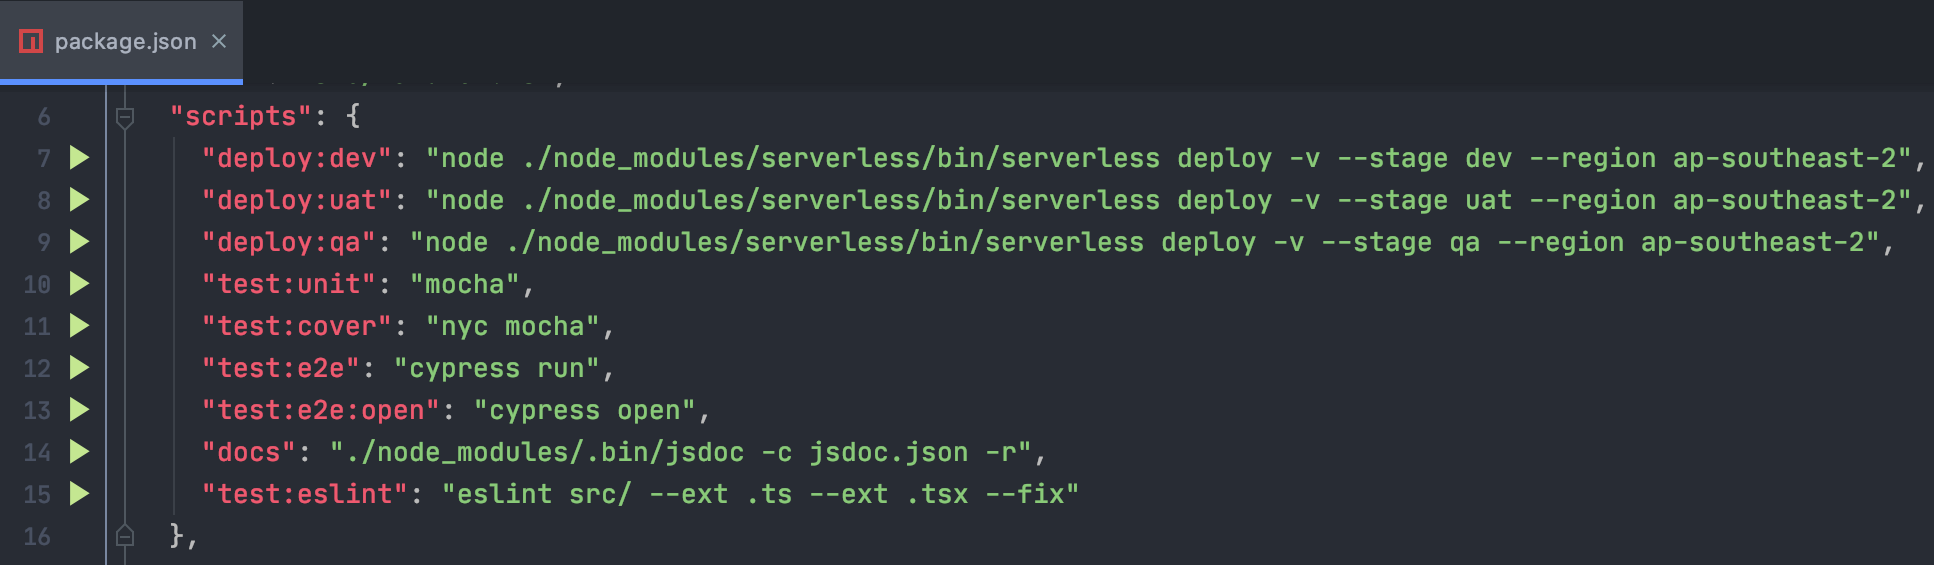 package.json
6 "scripts": {
7 "deploy:dev": "node ./node_modules/serverless/bin/serverless deploy -v --stage dev --region ap-southeast-2",
8 "deploy:uat": "node ./node_modules/serverless/bin/serverless deploy -v --stage uat --region ap-southeast-2",
9 "deploy:qa": "node ./node_modules/serverless/bin/serverless deploy -v --stage qa --region ap-southeast-2",
10 "test:unit": "mocha",
11 "test:cover": "nyc mocha",
12 "test:e2e": "cypress run",
13 "test:e2e:open": "cypress open",
14 "docs": "./node_modules/.bin/jsdoc -c jsdoc.json -r",
15 "test:eslint": "eslint src/ --ext .ts --ext .tsx --fix"
16 },